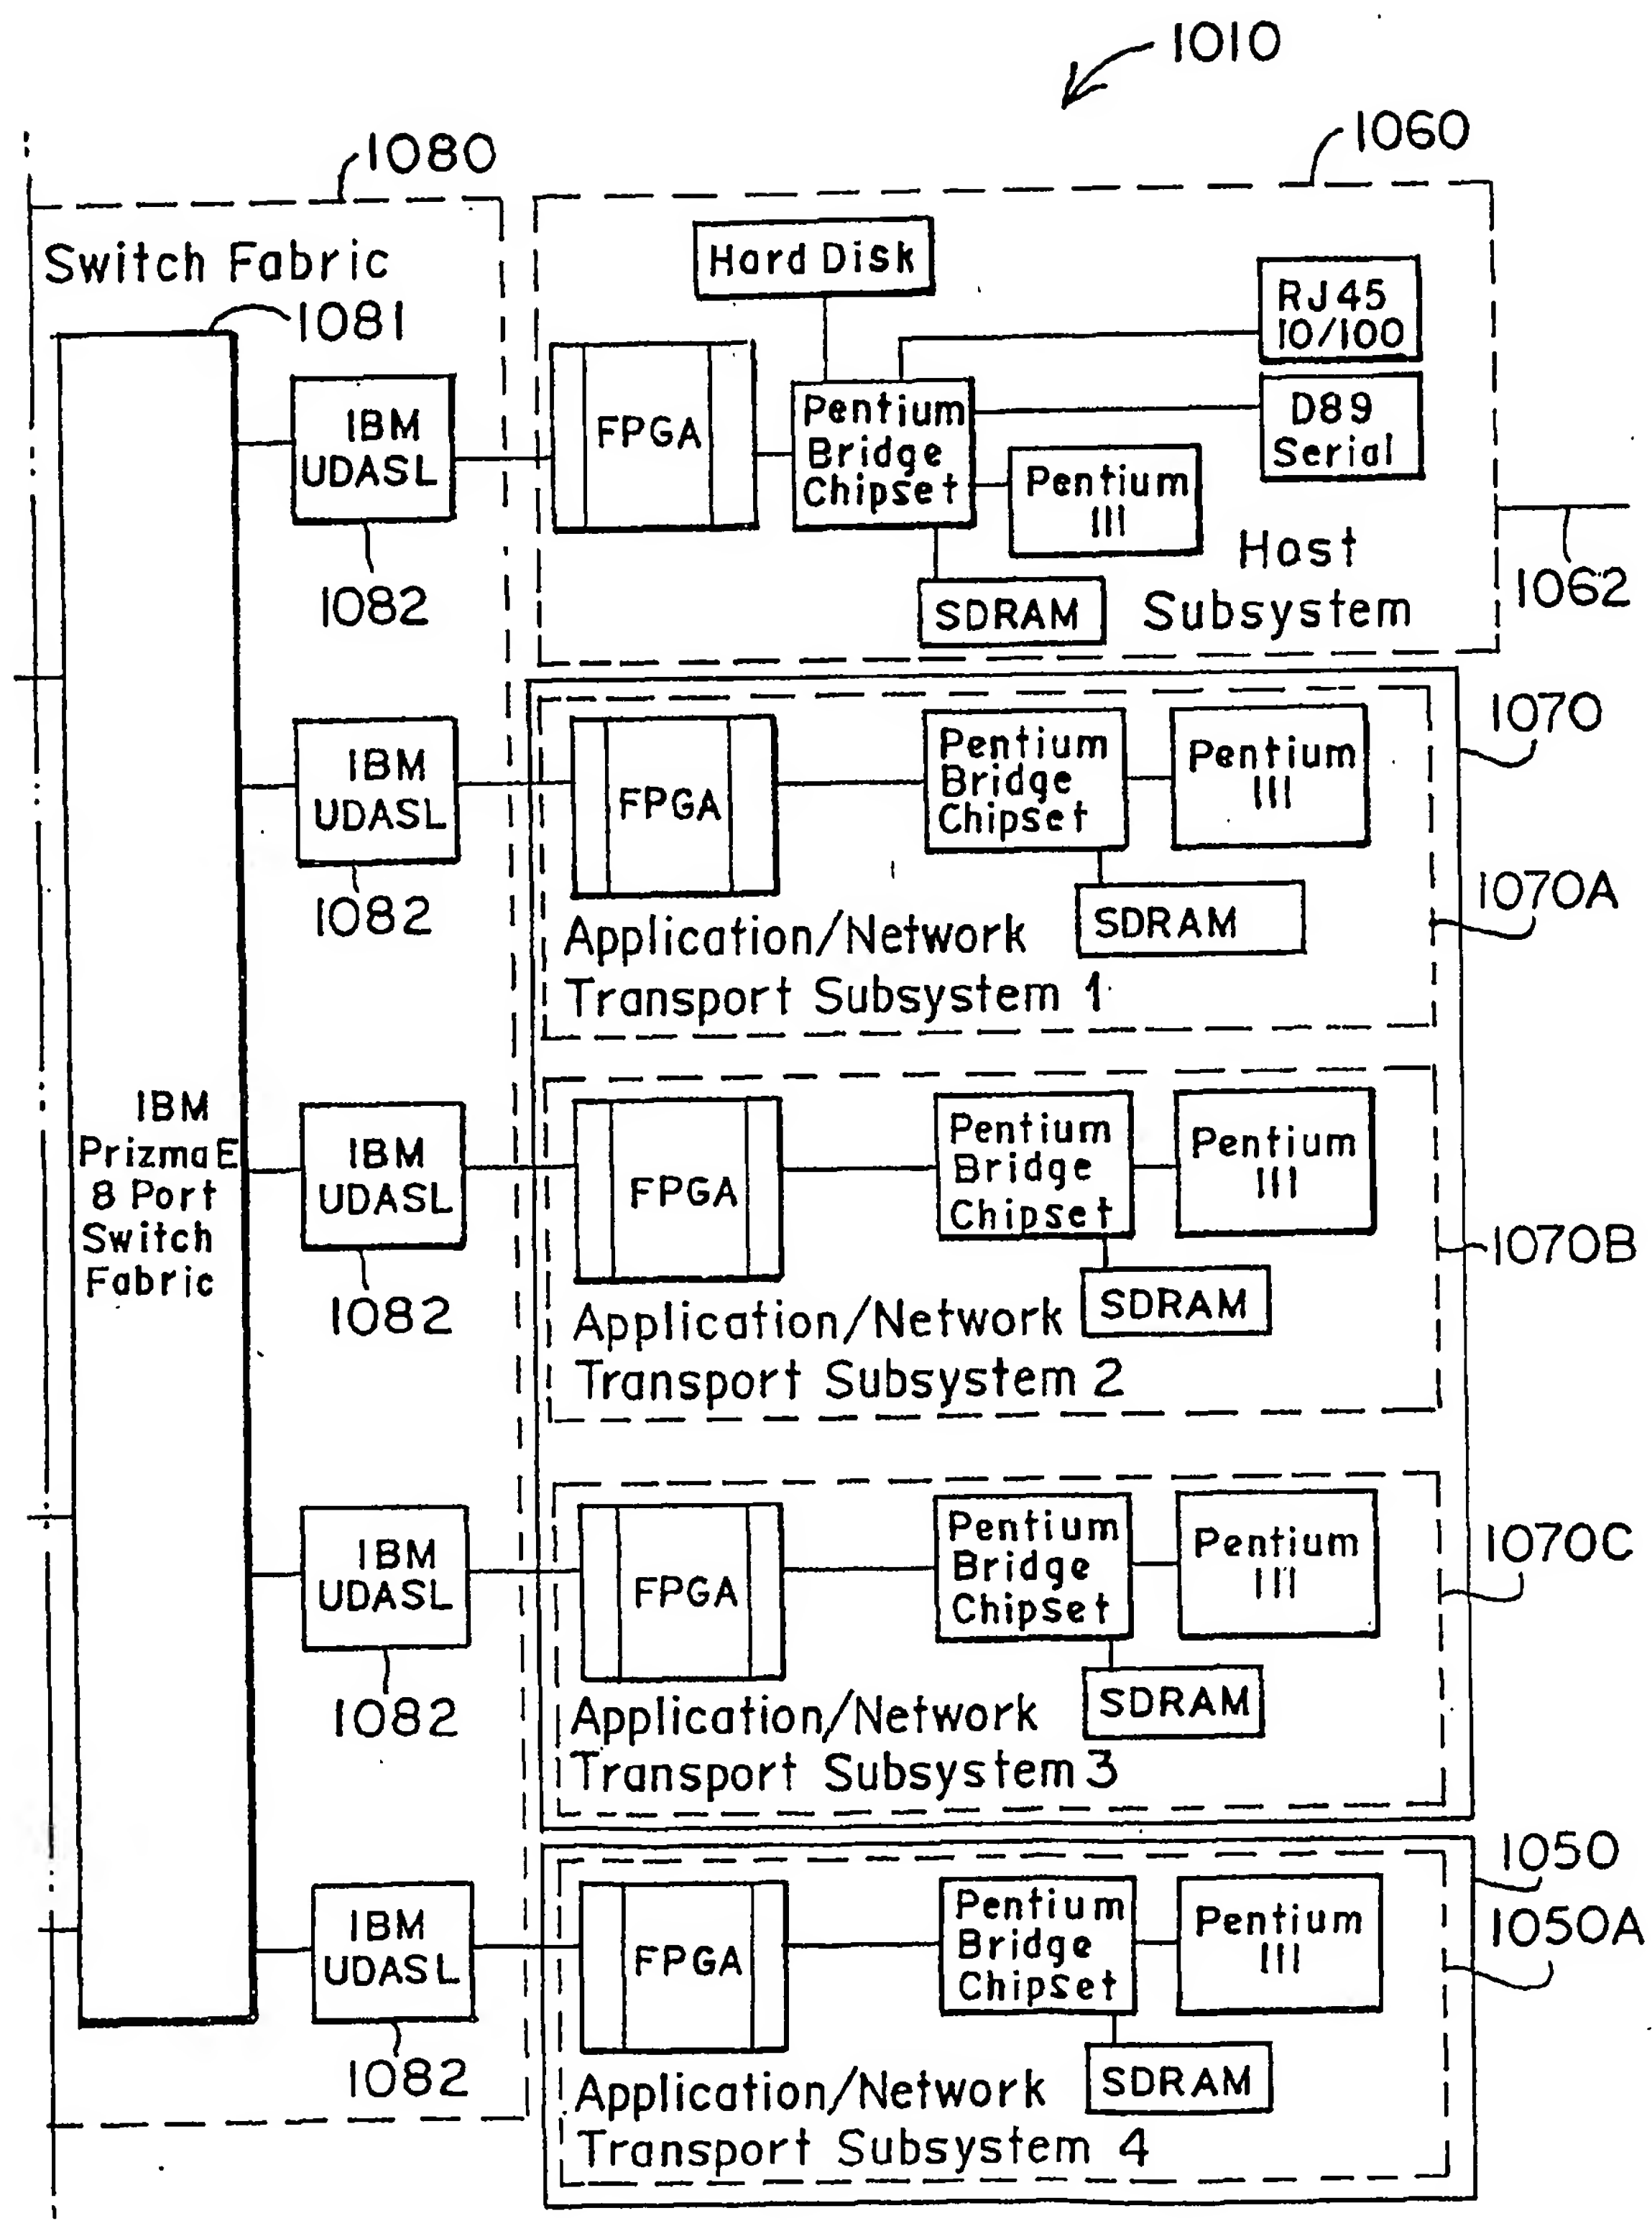 1010
1080
1060
Switch Fabric
1081
Hard Disk
RJ45
10/100
IBM
UDASL
FPGA
Pentium
Bridge
Chipset
D89
Serial
Pentium
III
Host
Subsystem
1062
1082
SDRAM
1070
IBM
UDASL
FPGA
Pentium
Bridge
Chipset
Pentium
III
1070A
1082
SDRAM
Application/Network
Transport Subsystem 1
IBM
PrizmaE
8 Port
Switch
Fabric
IBM
UDASL
FPGA
Pentium
Bridge
Chipset
Pentium
III
1070B
1082
SDRAM
Application/Network
Transport Subsystem 2
IBM
UDASL
FPGA
Pentium
Bridge
Chipset
Pentium
III
1070C
1082
SDRAM
Application/Network
Transport Subsystem 3
1050
IBM
UDASL
FPGA
Pentium
Bridge
Chipset
Pentium
III
1050A
1082
SDRAM
Application/Network
Transport Subsystem 4